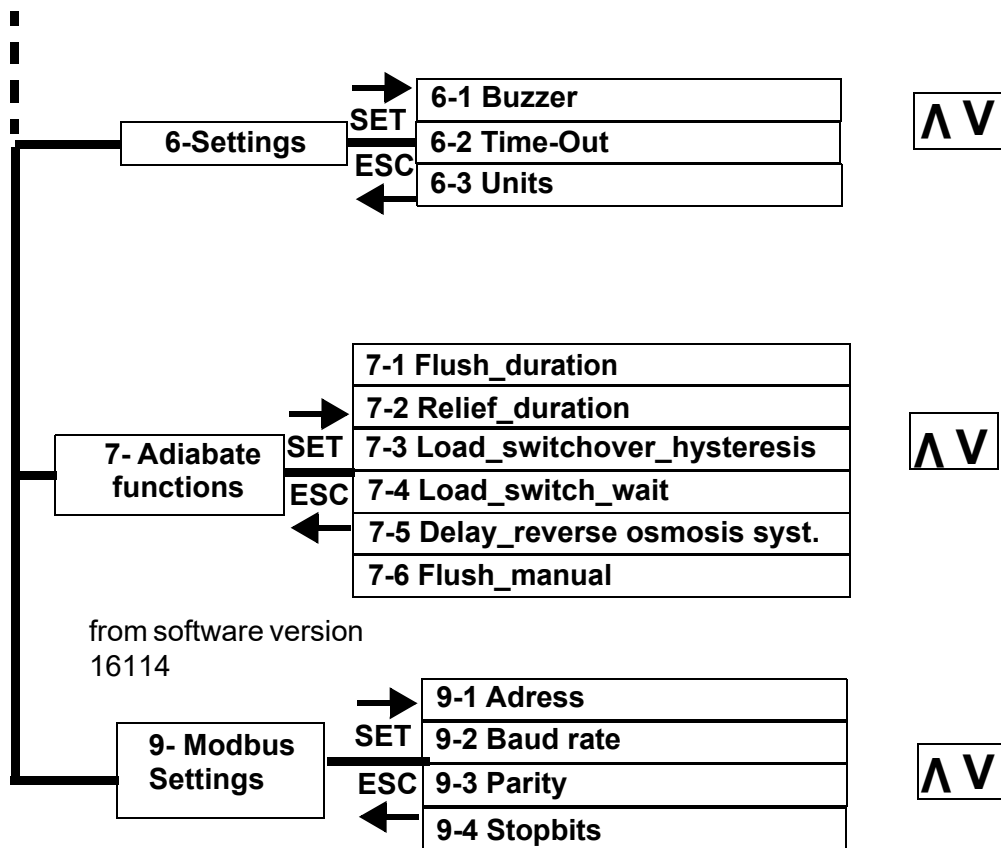 6-Settings
SET
ESC
6-1 Buzzer
6-2 Time-Out
6-3 Units
Λ V
7- Adiabate
functions
SET
ESC
7-1 Flush_duration
7-2 Relief_duration
7-3 Load_switchover_hysteresis
7-4 Load_switch_wait
7-5 Delay_reverse osmosis syst.
7-6 Flush_manual
Λ V
from software version
16114
9- Modbus
Settings
SET
ESC
9-1 Adress
9-2 Baud rate
9-3 Parity
9-4 Stopbits
Λ V